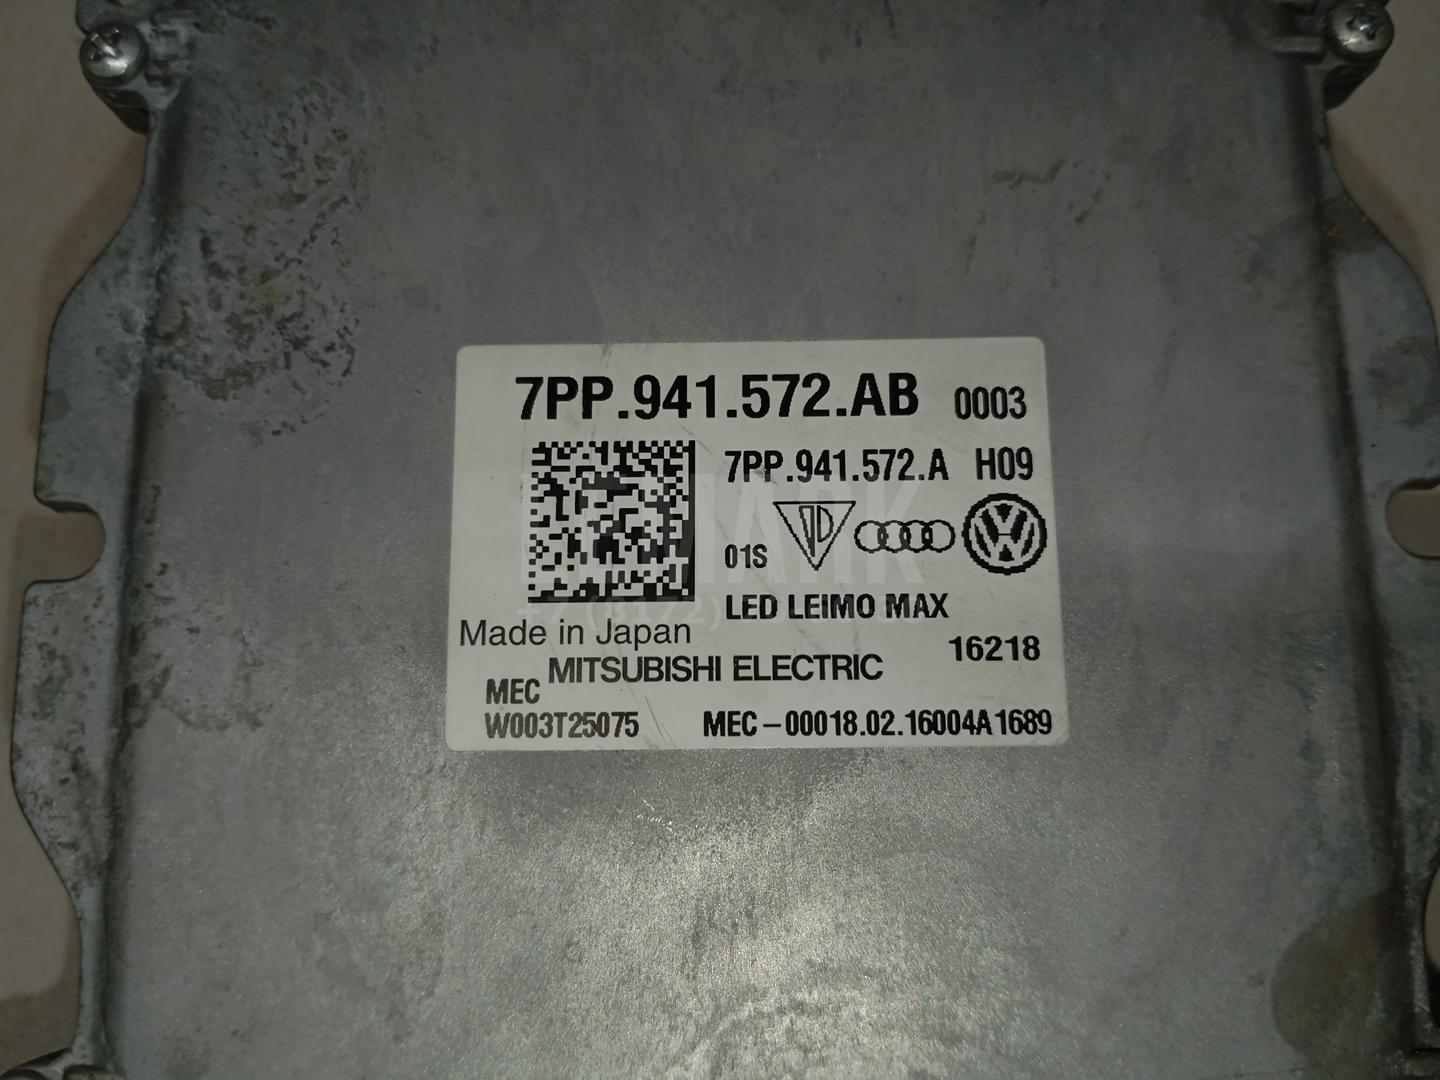 7PP.941.572.AB 0003
7PP.941.572.A H09
01S
LED LEIMO MAX
Made in Japan
16218
MITSUBISHI ELECTRIC
MEC
W003T25075 MEC-00018.02.16004A1689